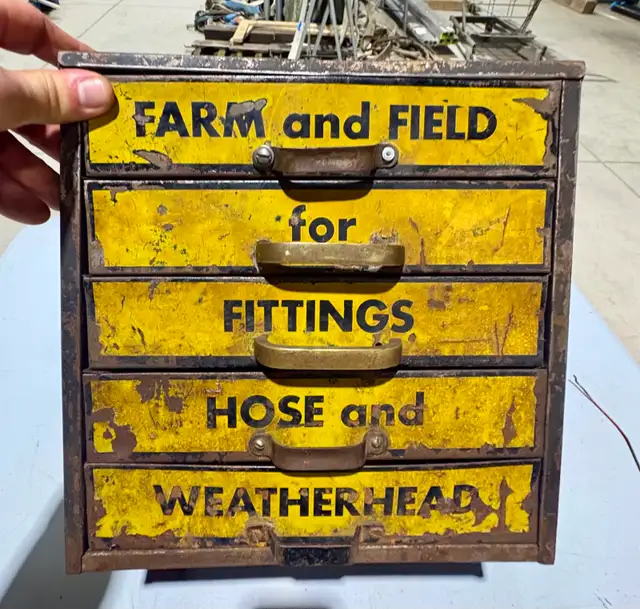 FARM and FIELD
for
FITTINGS
HOSE and
WEATHERHEAD